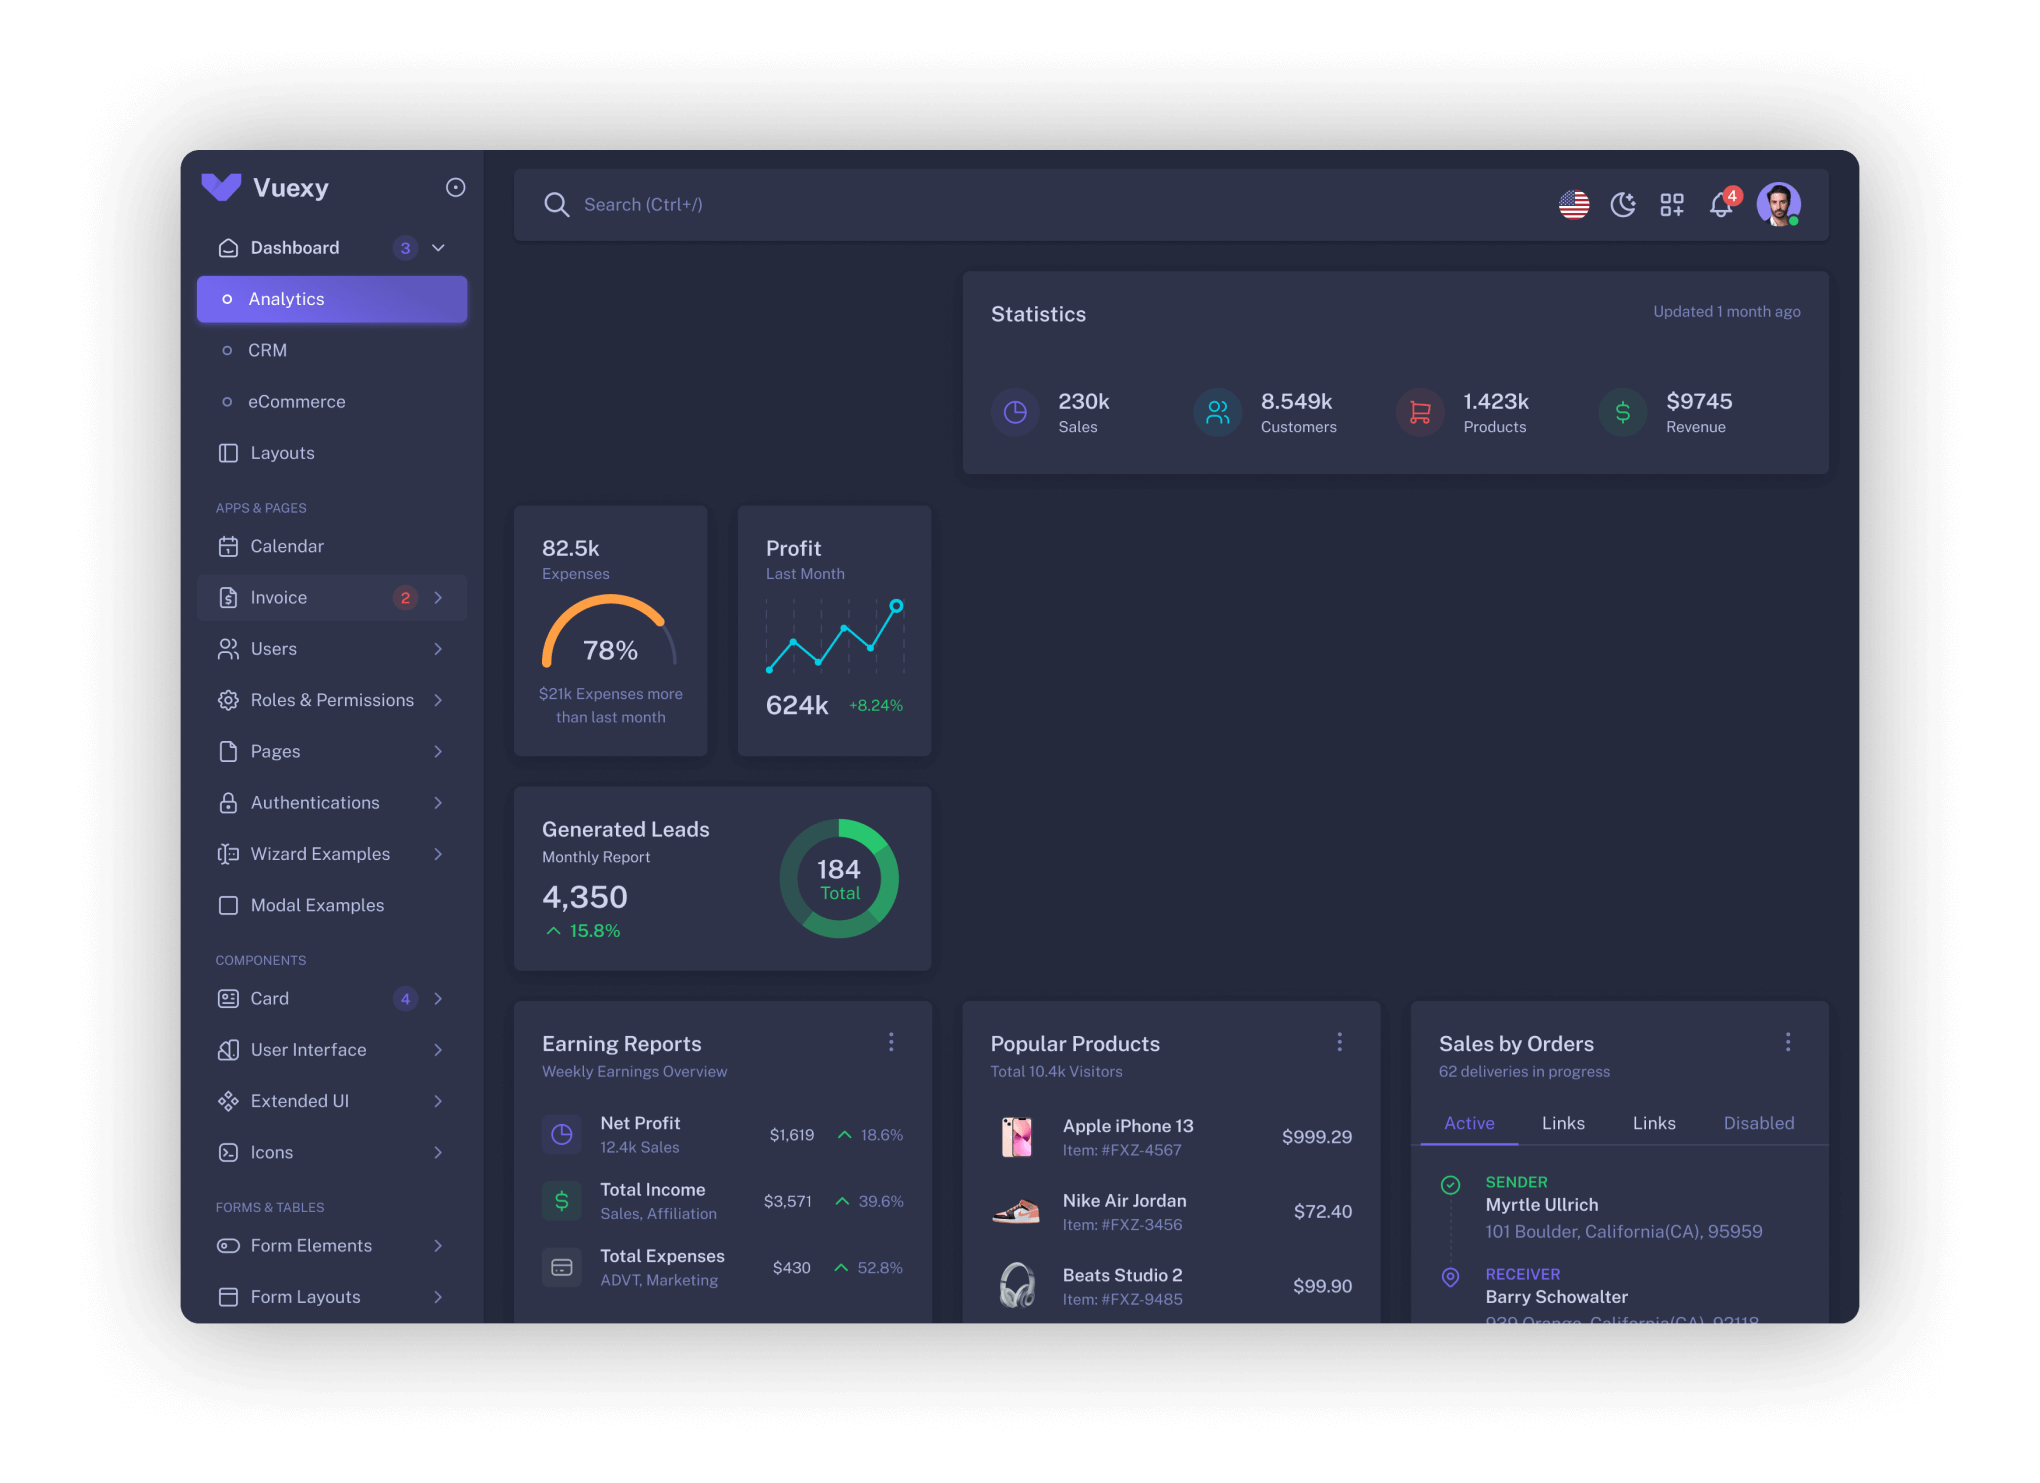 Vuexy
Dashboard 3
Analytics
CRM
eCommerce
Layouts
APPS & PAGES
Calendar
Invoice 2
Users
Roles & Permissions
Pages
Authentications
Wizard Examples
Modal Examples
COMPONENTS
Card 4
User Interface
Extended UI
Icons
FORMS & TABLES
Form Elements
Form Layouts
Search (Ctrl+/)
4
Statistics
Updated 1 month ago
230k
Sales
8.549k
Customers
1.423k
Products
$9745
Revenue
82.5k
Expenses
78%
$21k Expenses more
than last month
Profit
Last Month
624k +8.24%
Generated Leads
Monthly Report
4,350
15.8%
184
Total
Earning Reports
Weekly Earnings Overview
Net Profit
12.4k Sales
$1,619 18.6%
Total Income
Sales, Affiliation
$3,571 39.6%
Total Expenses
ADVT, Marketing
$430 52.8%
Popular Products
Total 10.4k Visitors
Apple iPhone 13
Item: #FXZ-4567
$999.29
Nike Air Jordan
Item: #FXZ-3456
$72.40
Beats Studio 2
Item: #FXZ-9485
$99.90
Sales by Orders
62 deliveries in progress
Active Links Links Disabled
SENDER
Myrtle Ullrich
101 Boulder, California(CA), 95959
RECEIVER
Barry Schowalter
939 Orange, California(CA), 92118